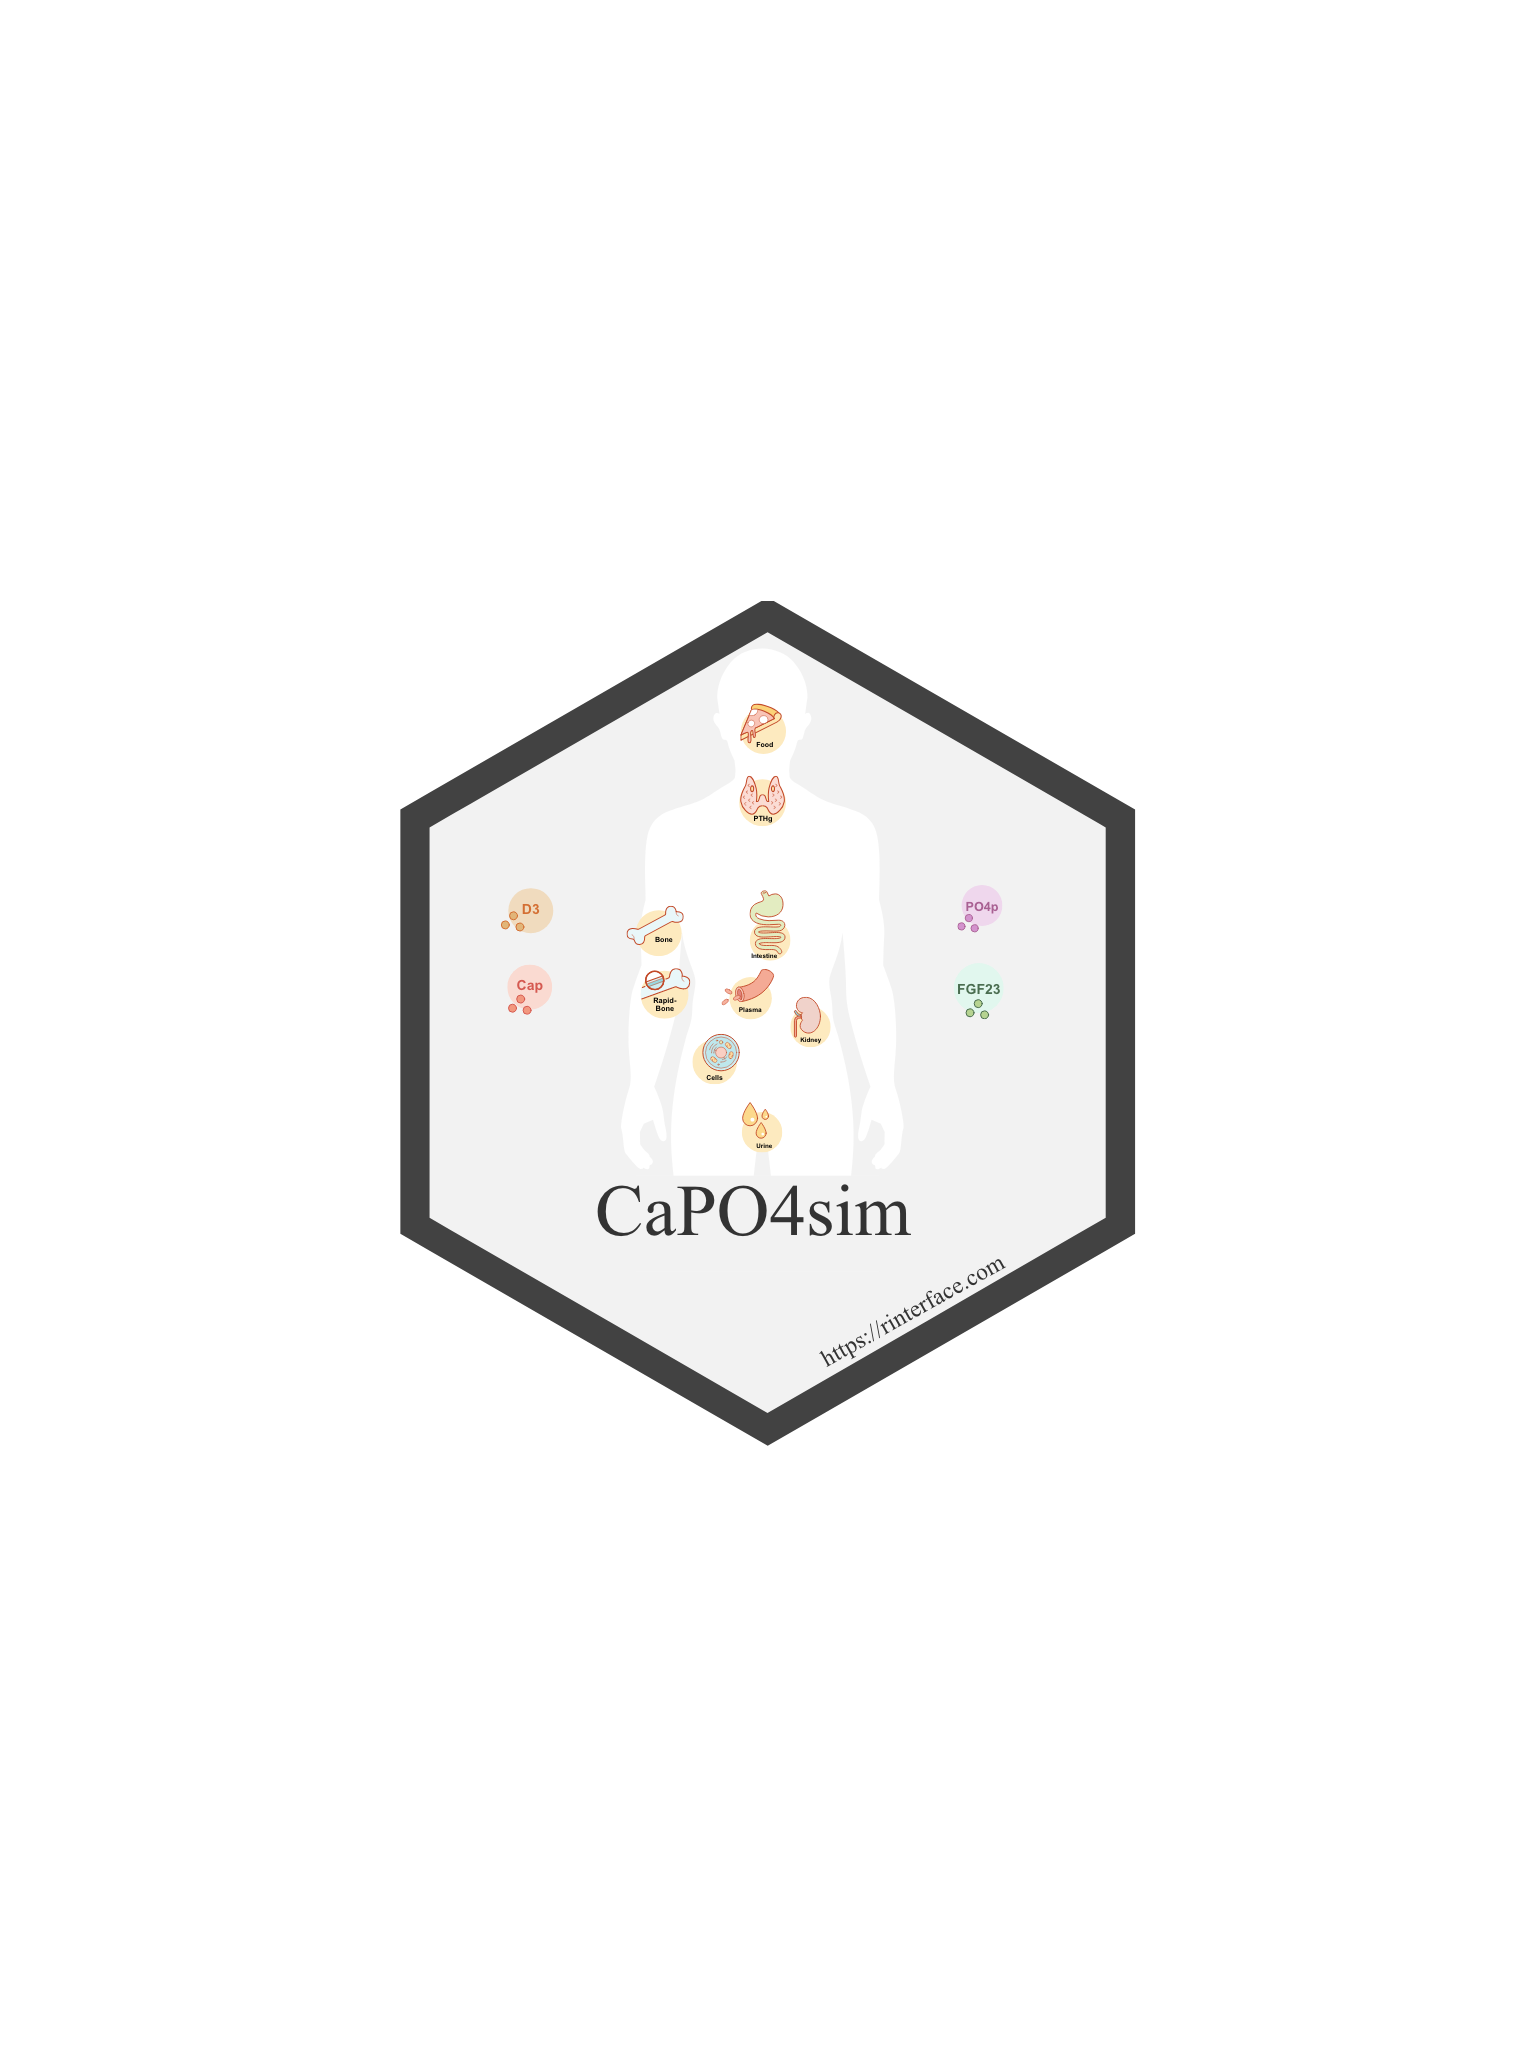 Food
PTHg
D3
PO4p
Bone
Intestine
Cap
FGF23
Rapid-
Bone
Plasma
Kidney
Cells
Urine
CaPO4sim
https://rinterface.com